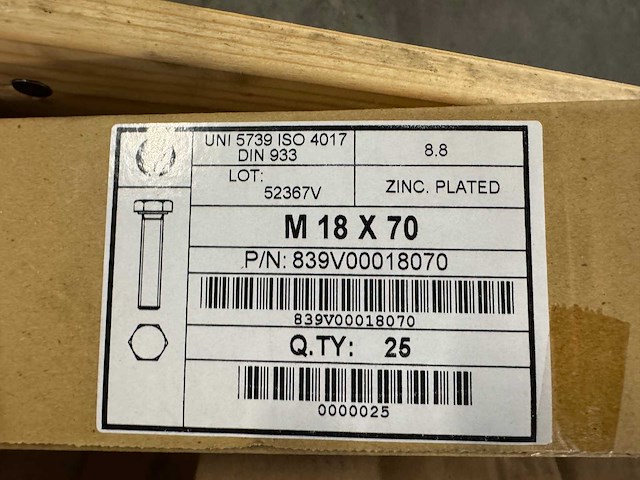 UNI 5739 ISO 4017
DIN 933
8.8
LOT:
52367V
ZINC. PLATED
M 18 X 70
P/N: 839V00018070
839V00018070
Q.TY: 25
0000025